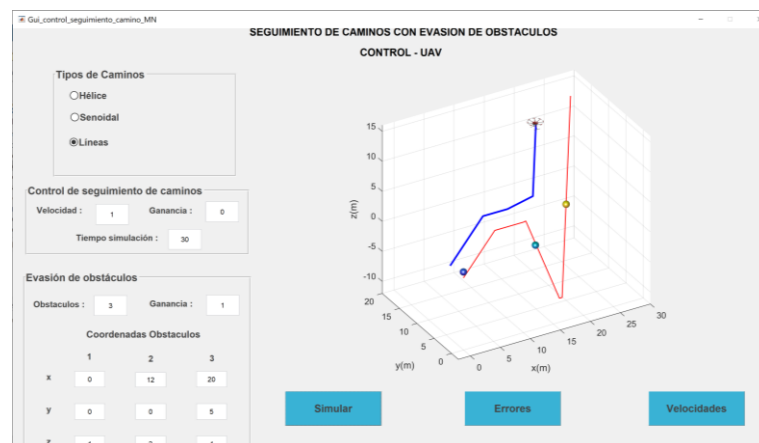 Gui_control_seguimiento_camino_MN
SEGUIMIENTO DE CAMINOS CON EVASION DE OBSTACULOS
CONTROL - UAV
Tipos de Caminos
Hélice
Senoidal
Lineas
Control de seguimiento de caminos
Velocidad : 1 Ganancia : 0
Tiempo simulación : 30
Evasión de obstáculos
Obstaculos : 3 Ganancia : 1
Coordenadas Obstaculos
1 2 3
x 0 12 20
y 0 0 5
z
15
10
5
0
-5
-10
z(m)
20
15
10
5
0
y(m)
0
5
10
15
20
25
30
x(m)
Simular
Errores
Velocidades